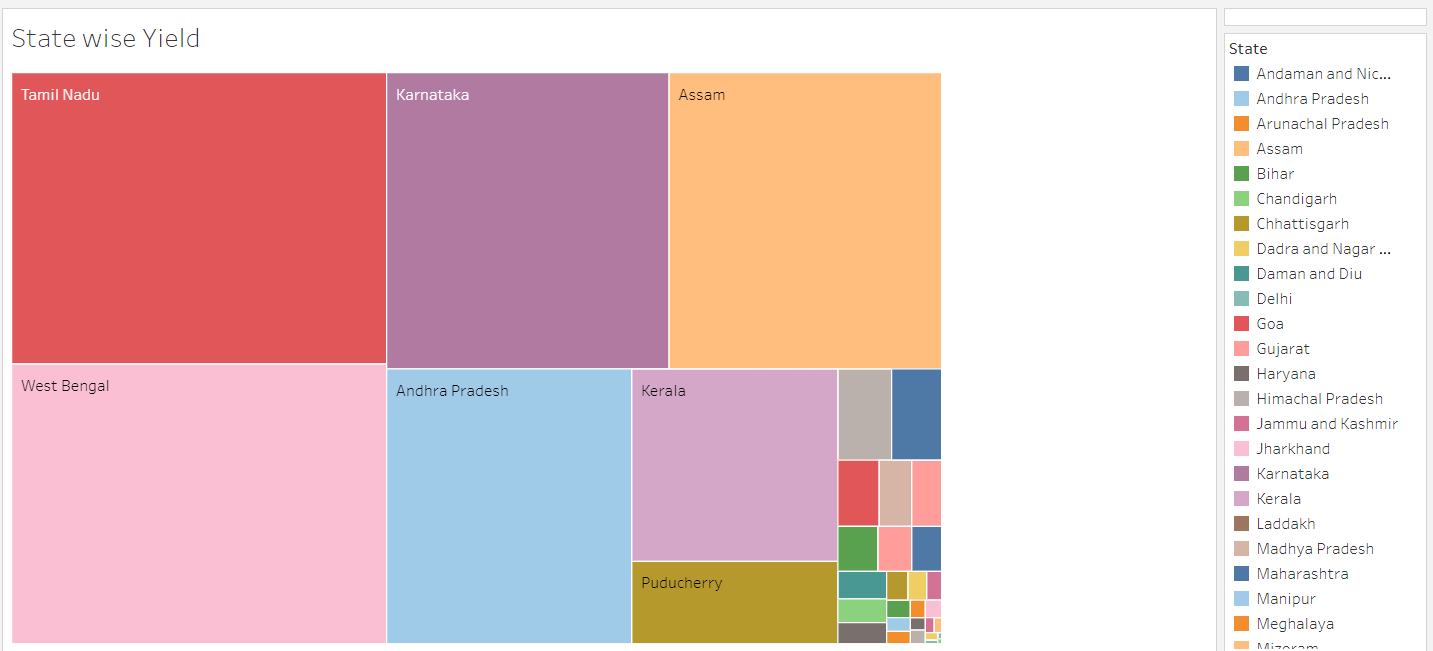 State wise Yield
Tamil Nadu
Karnataka
Assam
West Bengal
Andhra Pradesh
Kerala
Puducherry
State
Andaman and Nic...
Andhra Pradesh
Arunachal Pradesh
Assam
Bihar
Chandigarh
Chhattisgarh
Dadra and Nagar ...
Daman and Diu
Delhi
Goa
Gujarat
Haryana
Himachal Pradesh
Jammu and Kashmir
Jharkhand
Karnataka
Kerala
Laddakh
Madhya Pradesh
Maharashtra
Manipur
Meghalaya
Mizoram